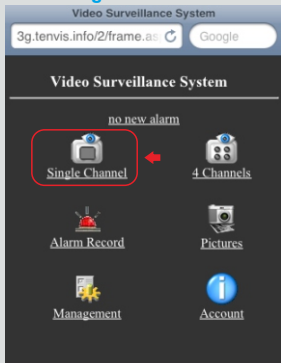 Video Surveillance System
3g.tenvis.info/2/frame.as
Google
Video Surveillance System
no new alarm
Single Channel
4 Channels
Alarm Record
Pictures
Management
Account